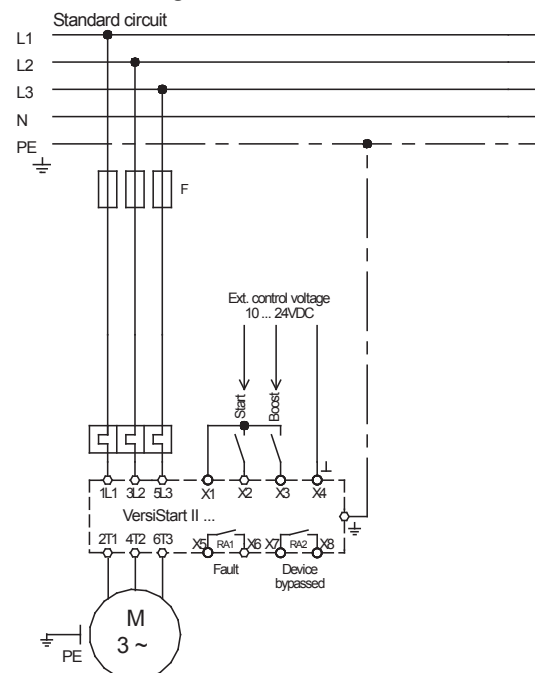 Standard circuit
L1
L2
L3
N
PE
F
Ext. control voltage
10 ... 24VDC
Start
Boost
1L1 3L2 5L3 X1 X2 X3 X4
VersiStart II ...
2T1 4T2 6T3 X5 RA1 X6 X7 RA2 X8
Fault
Device
bypassed
M
3 ~
PE